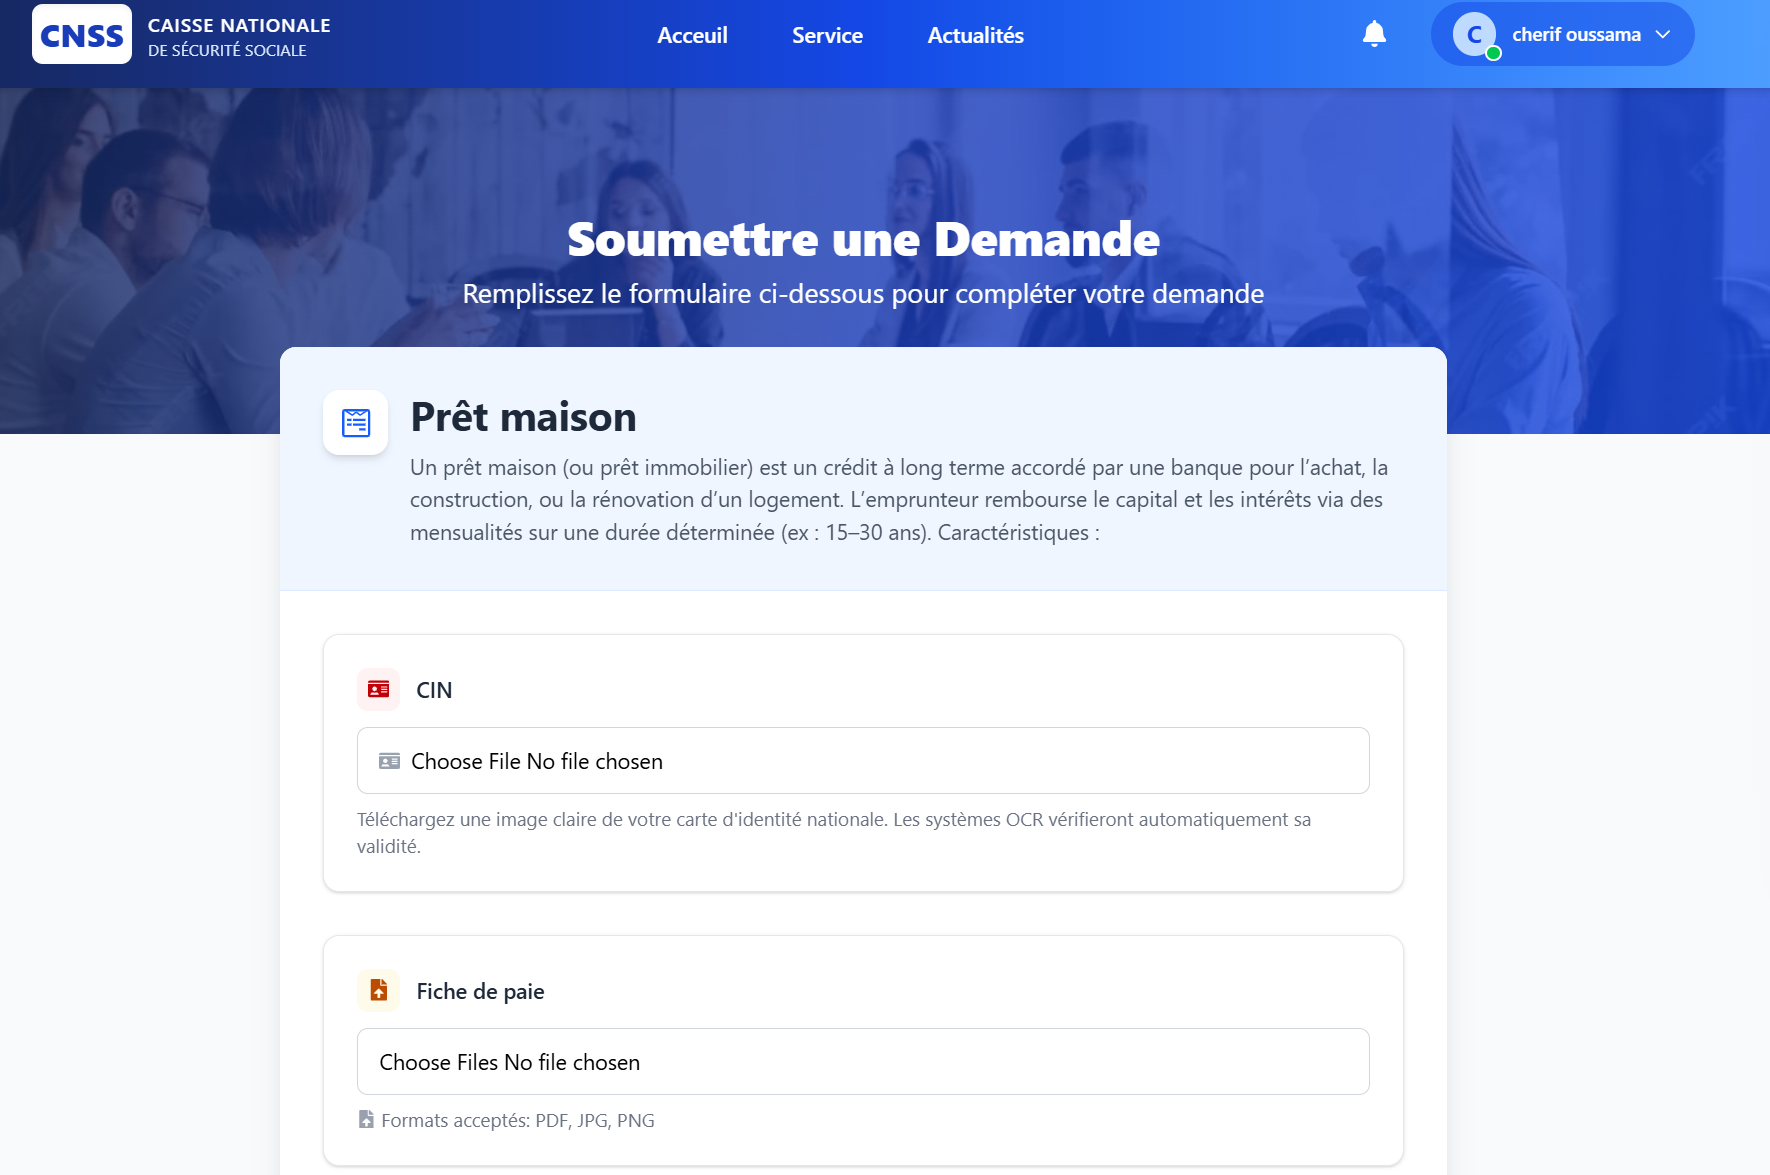 CNSS
CAISSE NATIONALE
DE SÉCURITÉ SOCIALE
Acceuil
Service
Actualités
C
cherif oussama
Soumettre une Demande
Remplissez le formulaire ci-dessous pour compléter votre demande
Prêt maison
Un prêt maison (ou prêt immobilier) est un crédit à long terme accordé par une banque pour l’achat, la
construction, ou la rénovation d’un logement. L’emprunteur rembourse le capital et les intérêts via des
mensualités sur une durée déterminée (ex : 15–30 ans). Caractéristiques :
CIN
Choose File No file chosen
Téléchargez une image claire de votre carte d'identité nationale. Les systèmes OCR vérifieront automatiquement sa
validité.
Fiche de paie
Choose Files No file chosen
Formats acceptés: PDF, JPG, PNG